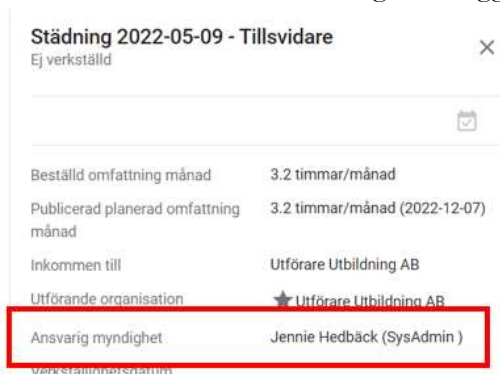 Städning 2022-05-09 - Tillsvidare
Ej verkställd
Beställd omfattning månad 3.2 timmar/månad
Publicerad planerad omfattning 3.2 timmar/månad (2022-12-07)
månad
Inkommen till Utförare Utbildning AB
Utförande organisation Utförare Utbildning AB
Ansvarig myndighet Jennie Hedbäck (SysAdmin )
Verkställighetsdatum